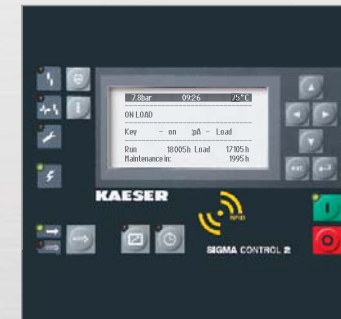 7.8bar 09:26 75°C
ON LOAD
Key - on :pA - Load
Run 18005h Load 17105h
Maintenance in: 1995h
esc
KAESER
RFID
SIGMA CONTROL 2